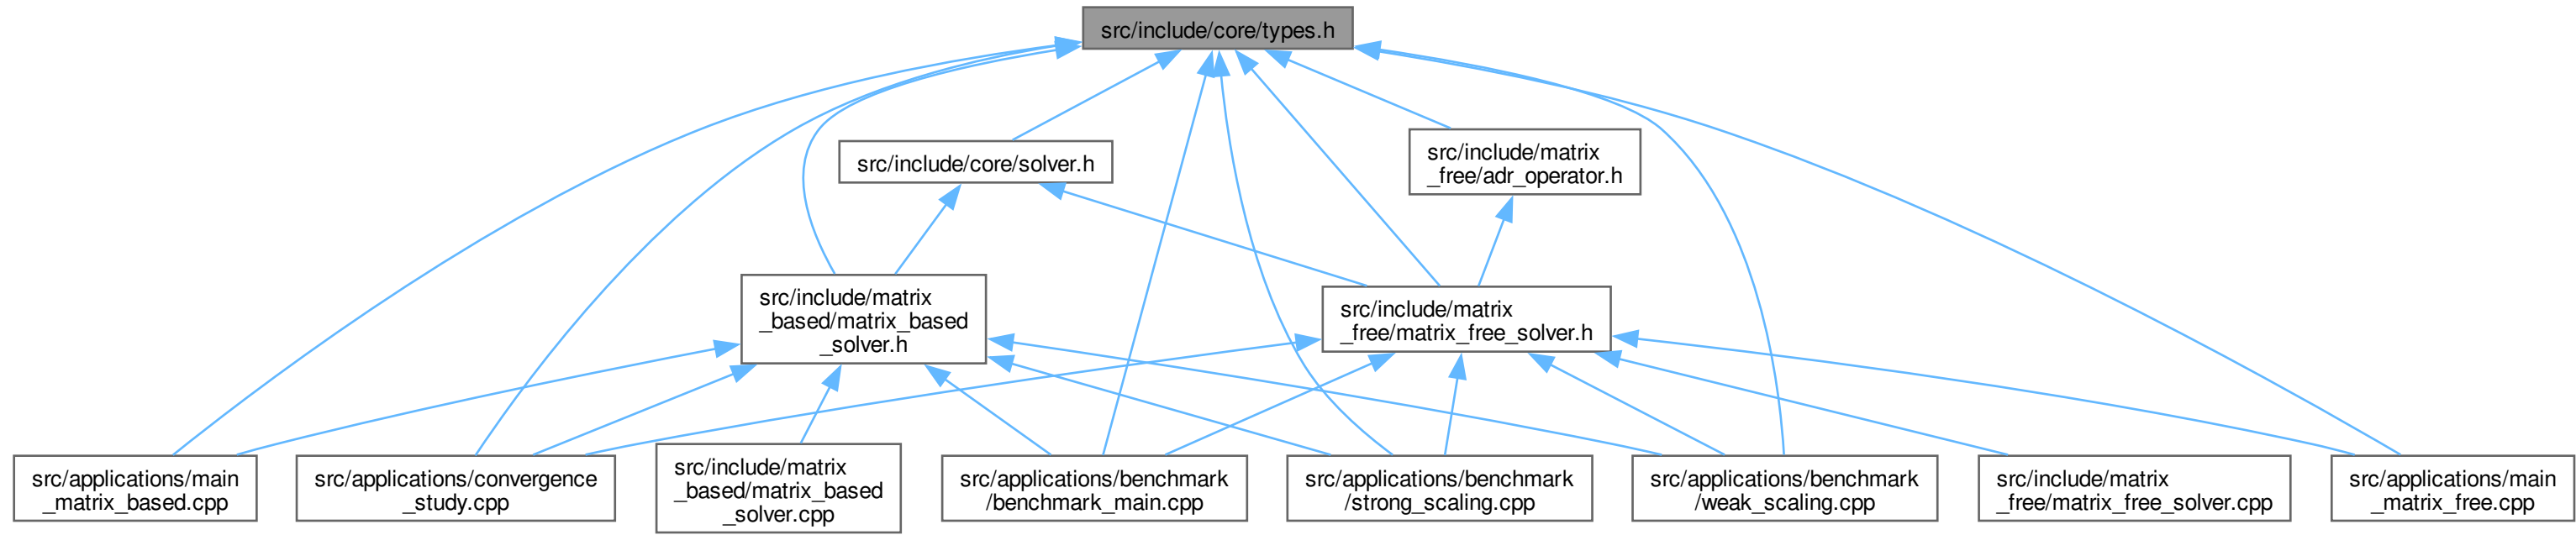 src/include/core/types.h
src/include/core/solver.h
src/include/matrix
_free/adr_operator.h
src/include/matrix
_based/matrix_based
_solver.h
src/include/matrix
_free/matrix_free_solver.h
src/applications/main
_matrix_based.cpp
src/applications/convergence
_study.cpp
src/include/matrix
_based/matrix_based
_solver.cpp
src/applications/benchmark
/benchmark_main.cpp
src/applications/benchmark
/strong_scaling.cpp
src/applications/benchmark
/weak_scaling.cpp
src/include/matrix
_free/matrix_free_solver.cpp
src/applications/main
_matrix_free.cpp